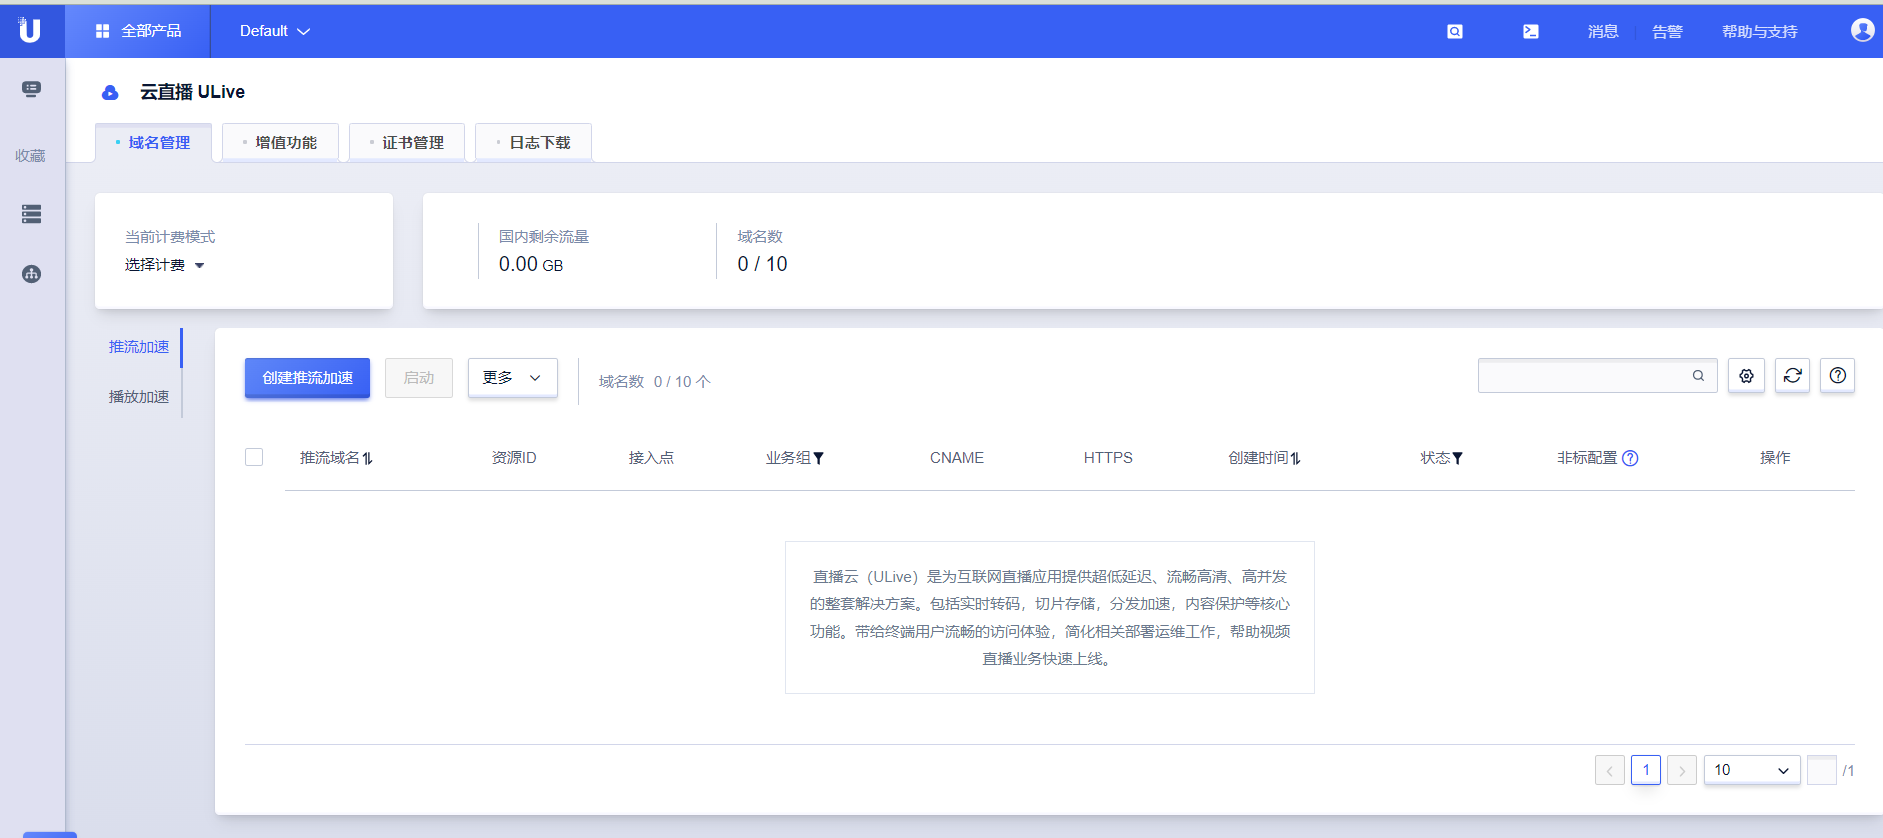 U
全部产品
Default
消息
告警
帮助与支持
云直播 ULive
收藏
域名管理
增值功能
证书管理
日志下载
当前计费模式
选择计费
国内剩余流量
0.00 GB
域名数
0 / 10
推流加速
播放加速
创建推流加速
启动
更多
域名数 0 / 10 个
推流域名
资源ID
接入点
业务组
CNAME
HTTPS
创建时间
状态
非标配置
操作
直播云（ULive）是为互联网直播应用提供超低延迟、流畅高清、高并发
的整套解决方案。包括实时转码，切片存储，分发加速，内容保护等核心
功能。带给终端用户流畅的访问体验，简化相关部署运维工作，帮助视频
直播业务快速上线。
1
10
/1